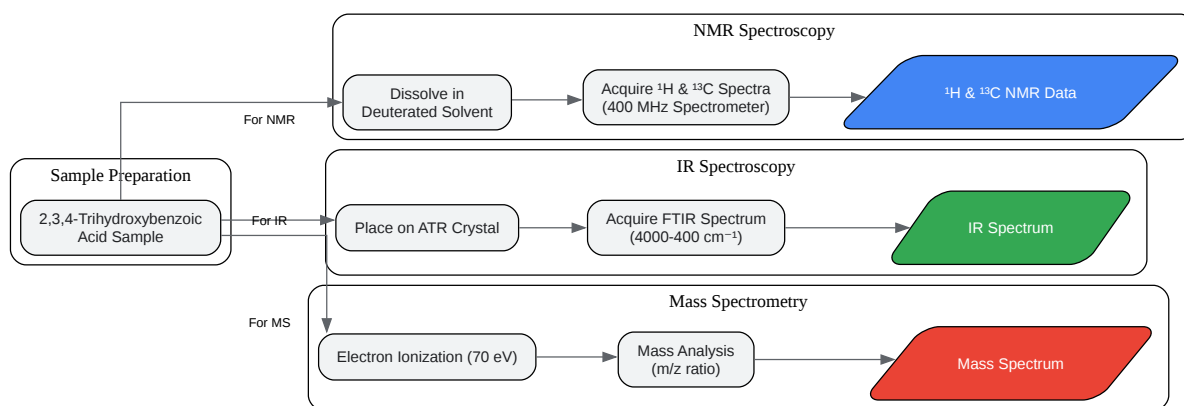 NMR Spectroscopy
Dissolve in
Deuterated Solvent
Acquire ¹H & ¹³C Spectra
(400 MHz Spectrometer)
¹H & ¹³C NMR Data
For NMR
Sample Preparation
2,3,4-Trihydroxybenzoic
Acid Sample
For IR
IR Spectroscopy
Place on ATR Crystal
Acquire FTIR Spectrum
(4000-400 cm⁻¹)
IR Spectrum
For MS
Mass Spectrometry
Electron Ionization (70 eV)
Mass Analysis
(m/z ratio)
Mass Spectrum